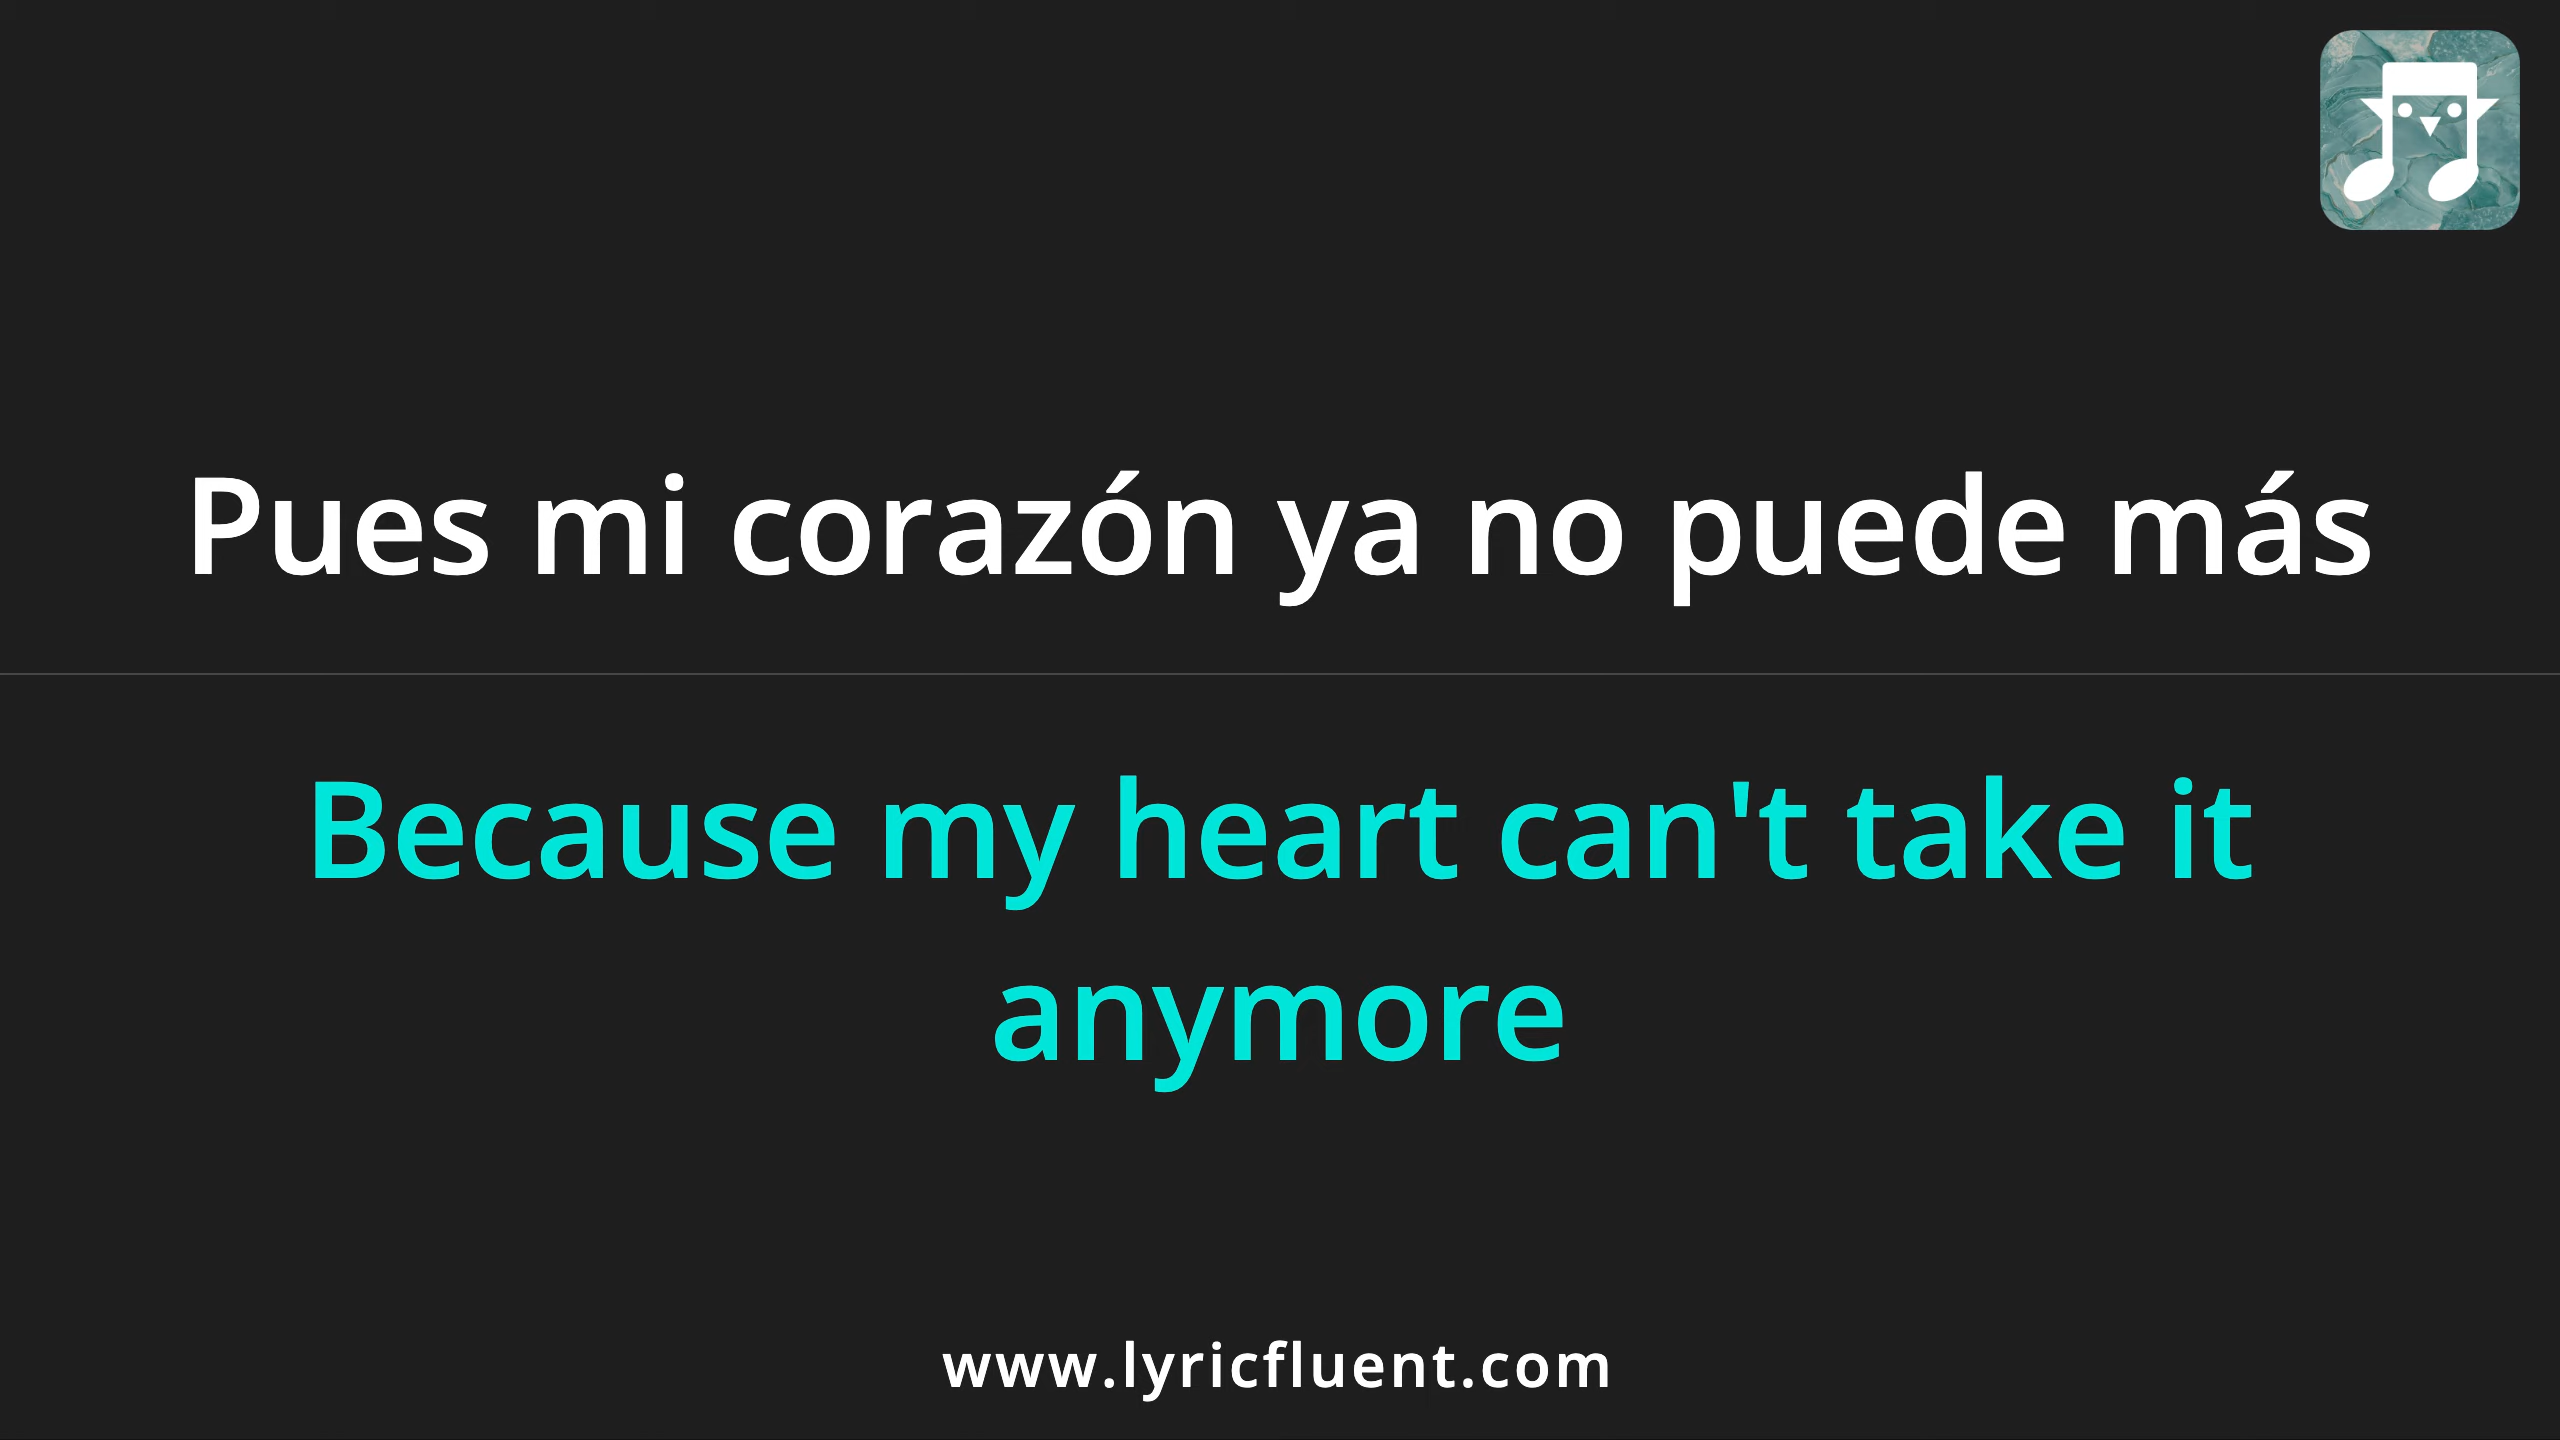 Pues mi corazón ya no puede más
Because my heart can't take it
anymore
www.lyricfluent.com